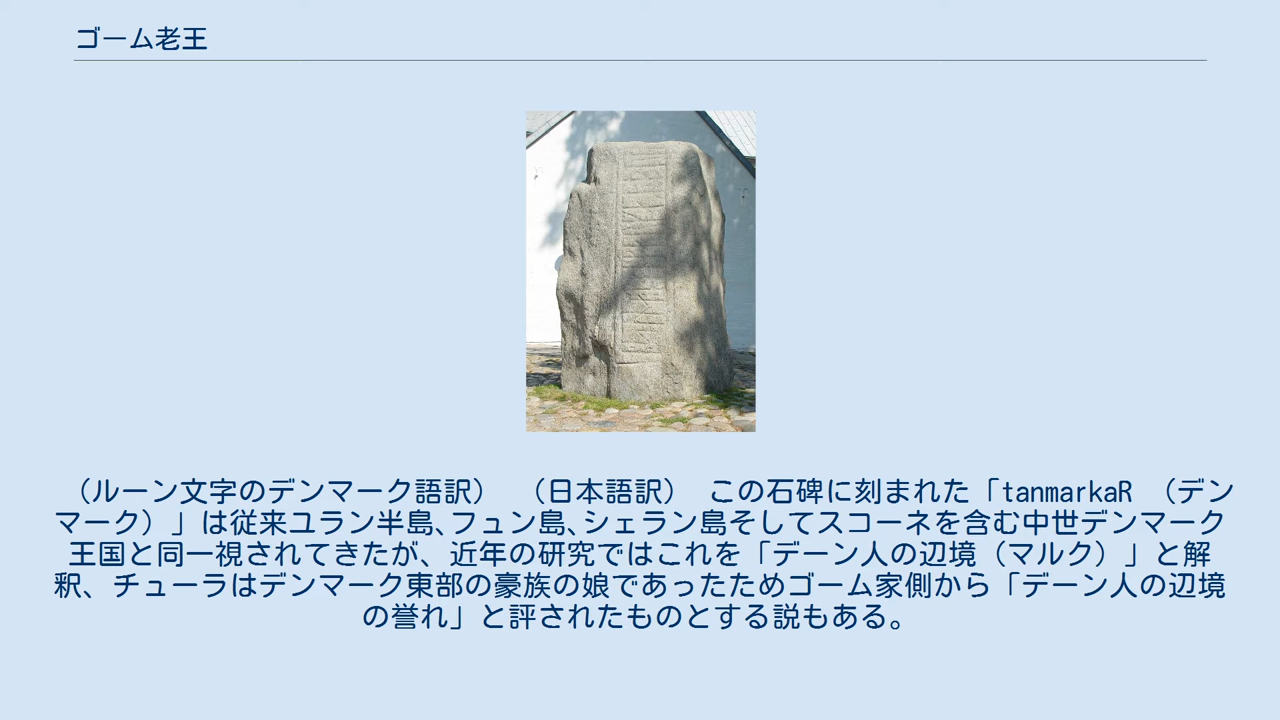 ゴーム老王
（ルーン文字のデンマーク語訳）　（日本語訳）　この石碑に刻まれた「tanmarkaR （デン
マーク）」は従来ユラン半島､フュン島､シェラン島そしてスコーネを含む中世デンマーク
王国と同一視されてきたが、近年の研究ではこれを「デーン人の辺境（マルク）」と解
釈、チューラはデンマーク東部の豪族の娘であったためゴーム家側から「デーン人の辺境
の誉れ」と評されたものとする説もある。